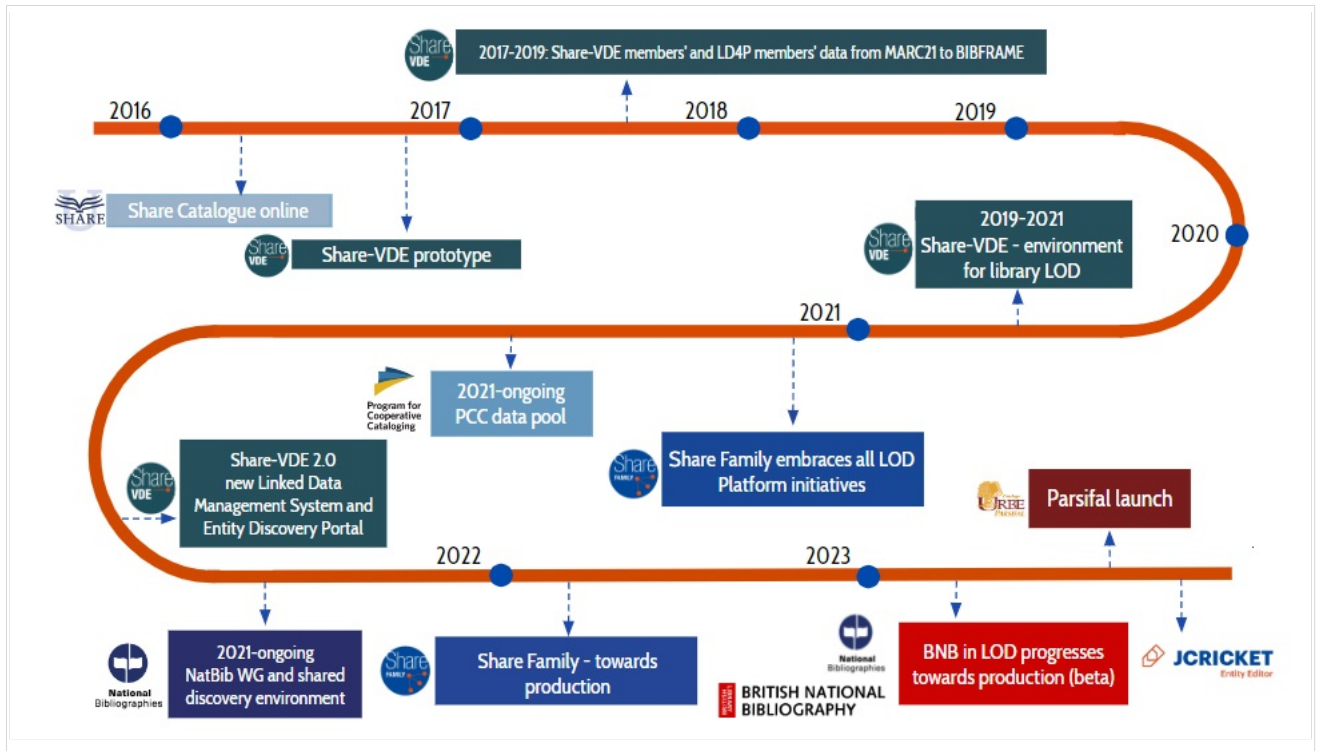 Share
VDE
2017-2019: Share-VDE members' and LD4P members' data from MARC21 to BIBFRAME
2016
2017
2018
2019
SHARE
Share Catalogue online
Share
VDE
Share-VDE prototype
Share
VDE
2019-2021
Share-VDE - environment
for library LOD
2020
2021
Program for
Cooperative
Cataloging
2021-ongoing
PCC data pool
Share
FAMILY
Share Family embraces all LOD
Platform initiatives
Share
VDE
Share-VDE 2.0
new Linked Data
Management System and
Entity Discovery Portal
URBE
Parsifal launch
2022
2023
National
Bibliographies
2021-ongoing
NatBib WG and shared
discovery environment
Share
FAMILY
Share Family - towards
production
National
Bibliographies
BRITISH NATIONAL
BIBLIOGRAPHY
BNB in LOD progresses
towards production (beta)
JCRICKET
Entity Editor